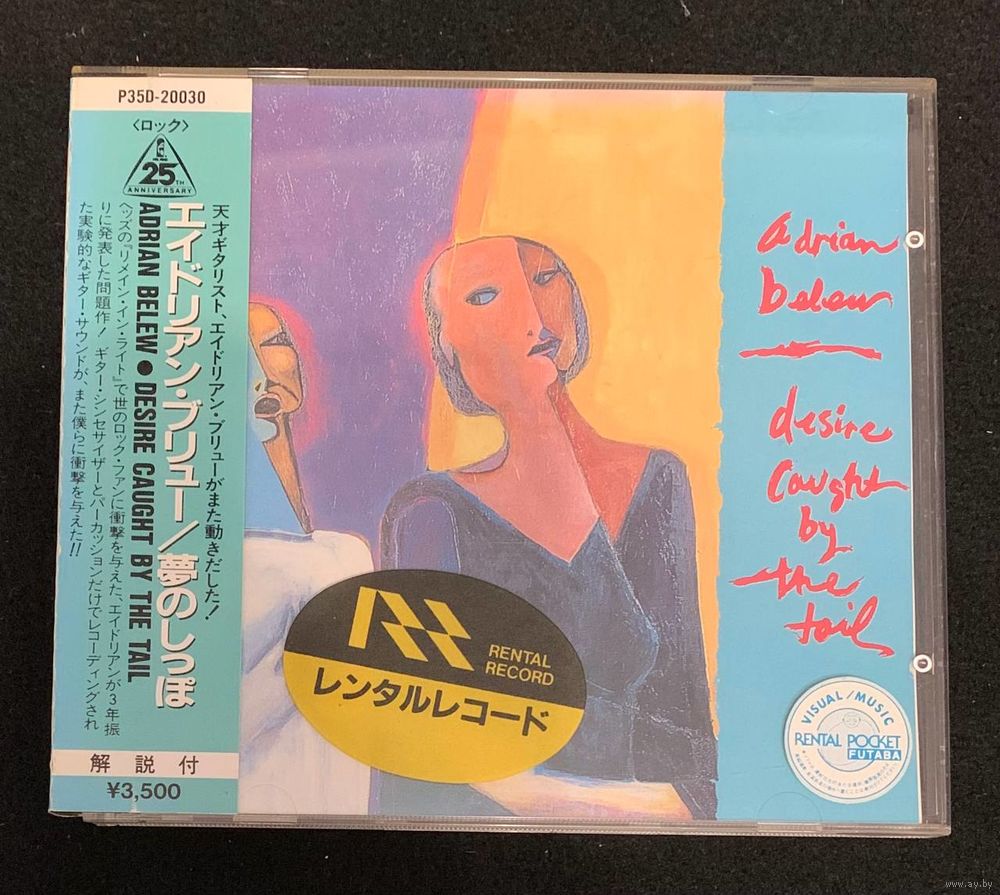 P35D-20030
〈ロック〉
25TH
ANNIVERSARY
天才ギタリスト、エイドリアン・ブリューがまた動きだした!
エイドリアン・ブリュー/夢のしっぽ
ADRIAN BELEW ● DESIRE CAUGHT BY THE TAIL
ヘッズの『リメイン・イン・ライト』で世のロック・ファンに衝撃を与えた、エイドリアンが3年振
りに発表した問題作! ギター・シンセサイザーとパーカッションだけでレコーディングされ
た実験的なギター・サウンドが、また僕らに衝撃を与えた!!
解説付
¥3,500
adrian
belew
desire
caught
by
the
tail
RENTAL
RECORD
レンタルレコード
VISUAL/MUSIC
RENTAL POCKET
FUTABA
www.ay.by